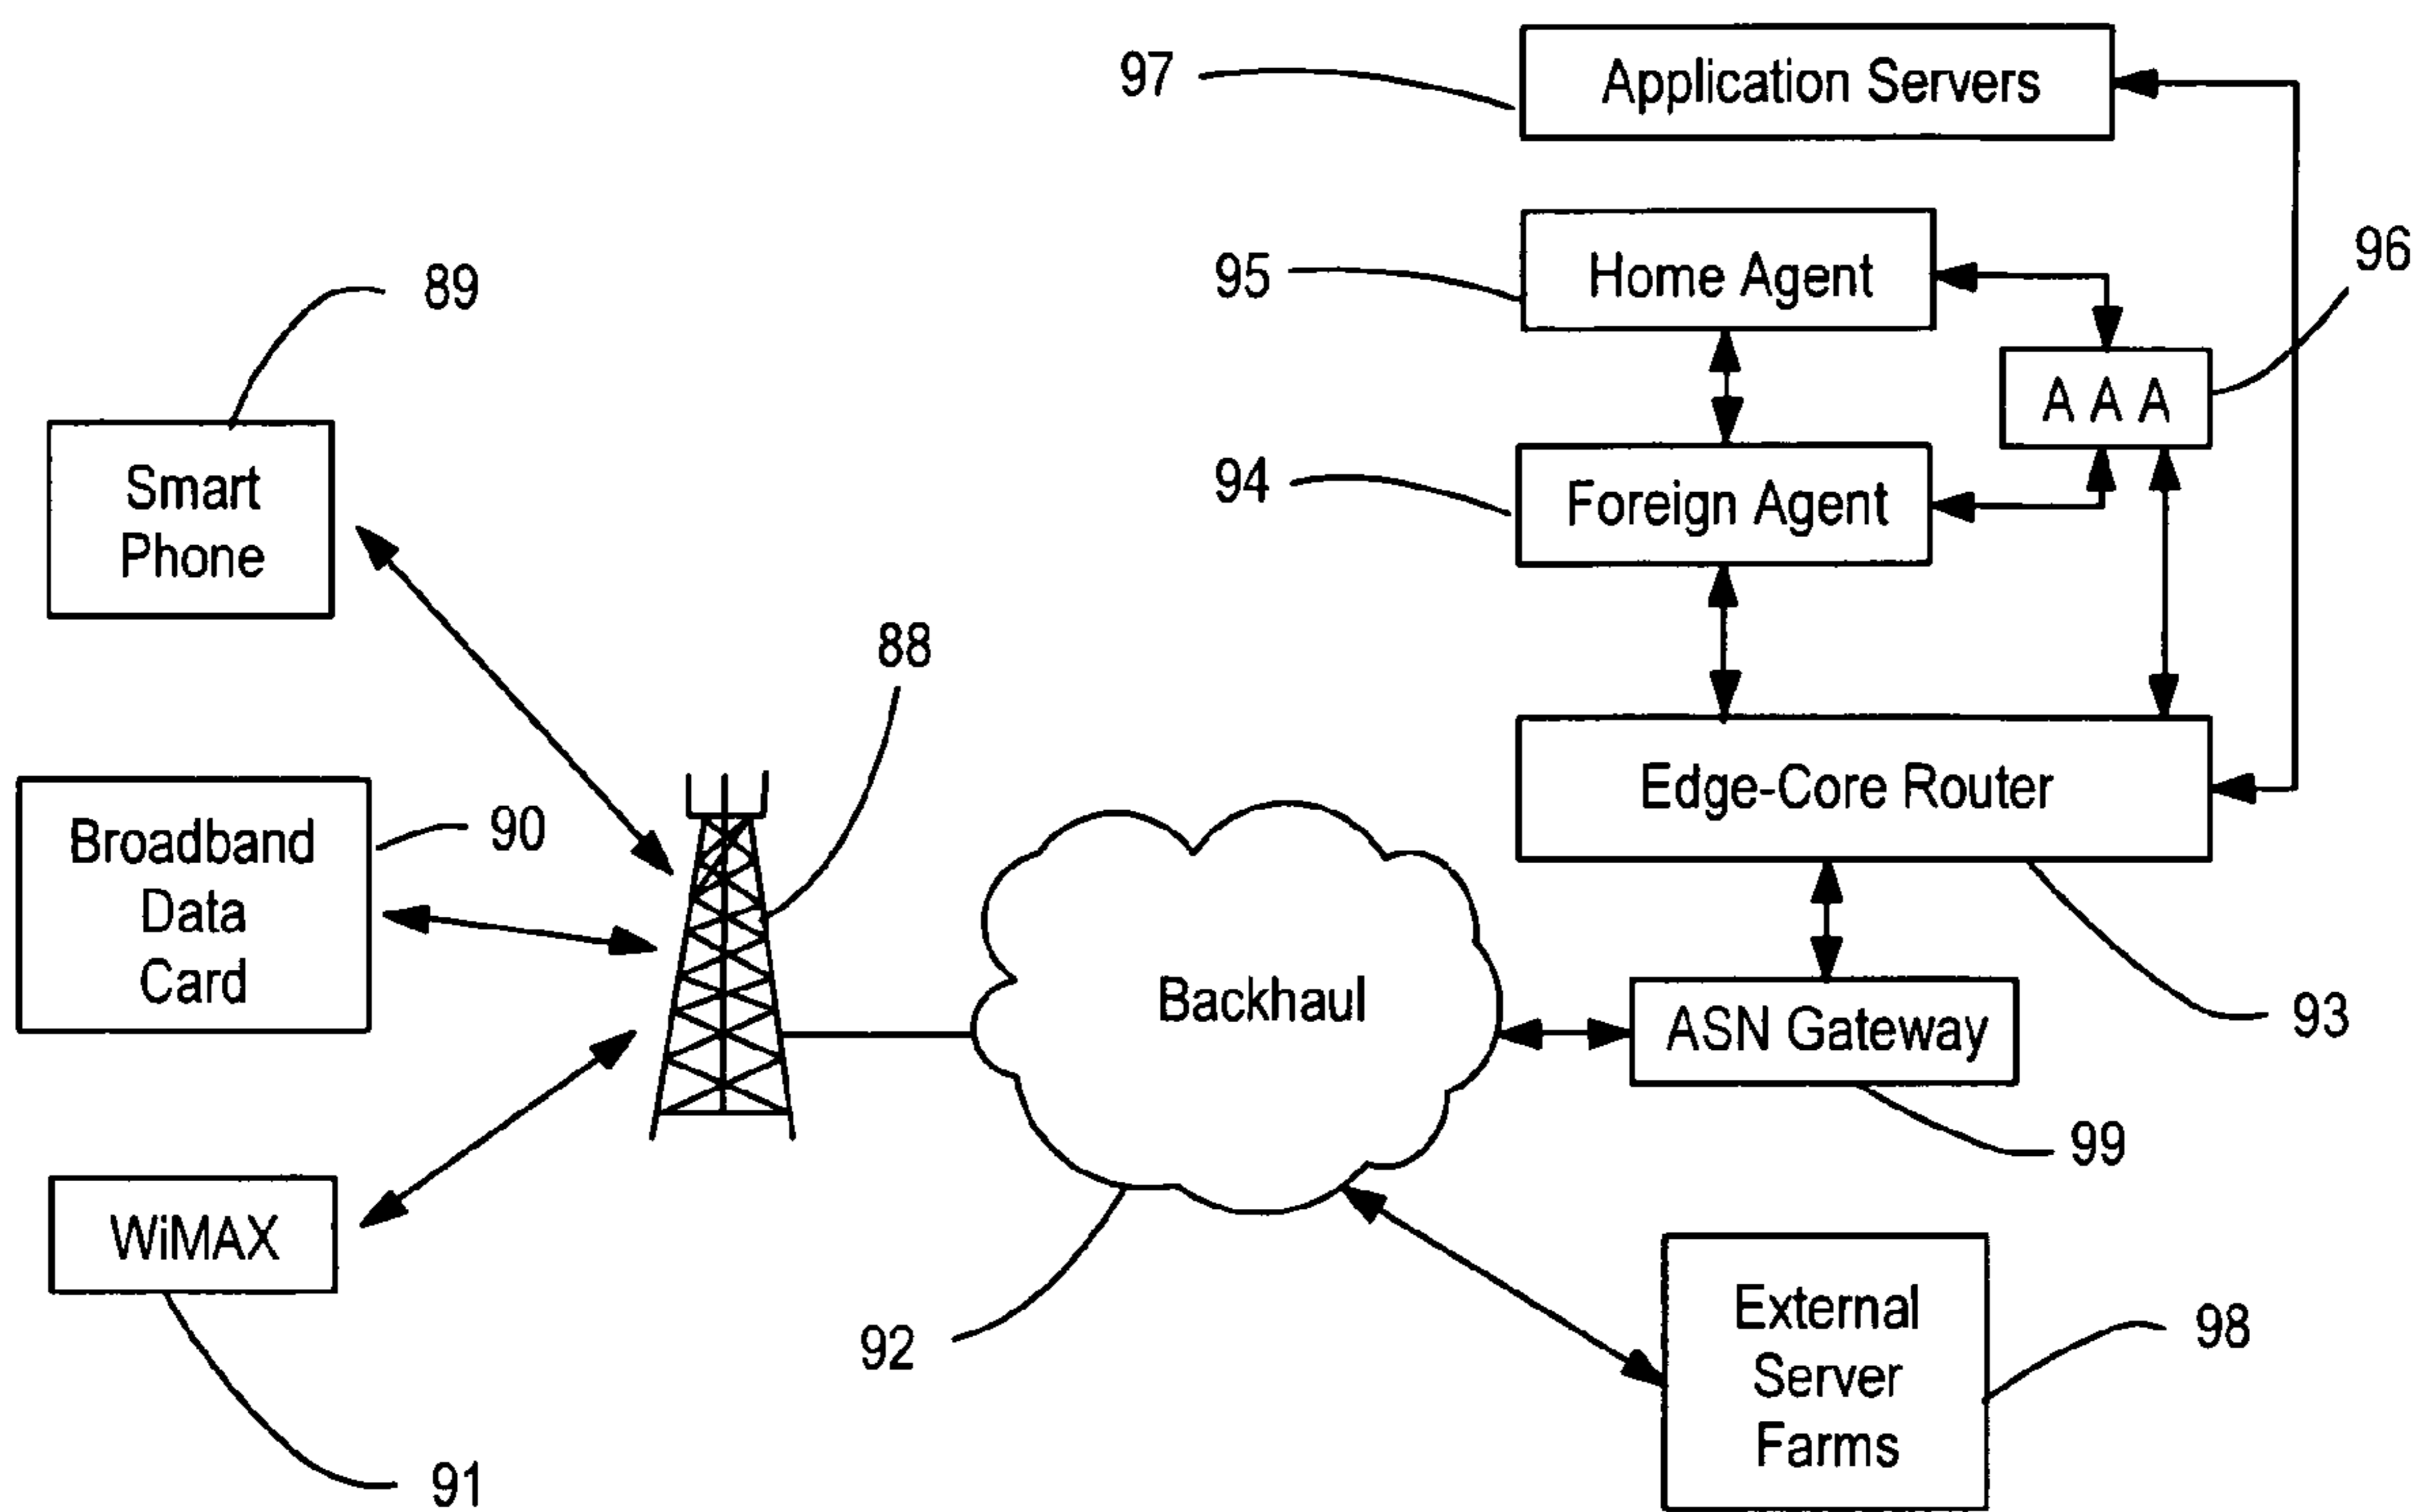 97
Application Servers
95
Home Agent
96
89
A A A
94
Foreign Agent
Smart
Phone
88
Edge-Core Router
90
Broadband
Data
Card
Backhaul
ASN Gateway
93
99
WiMAX
92
External
Server
Farms
98
91